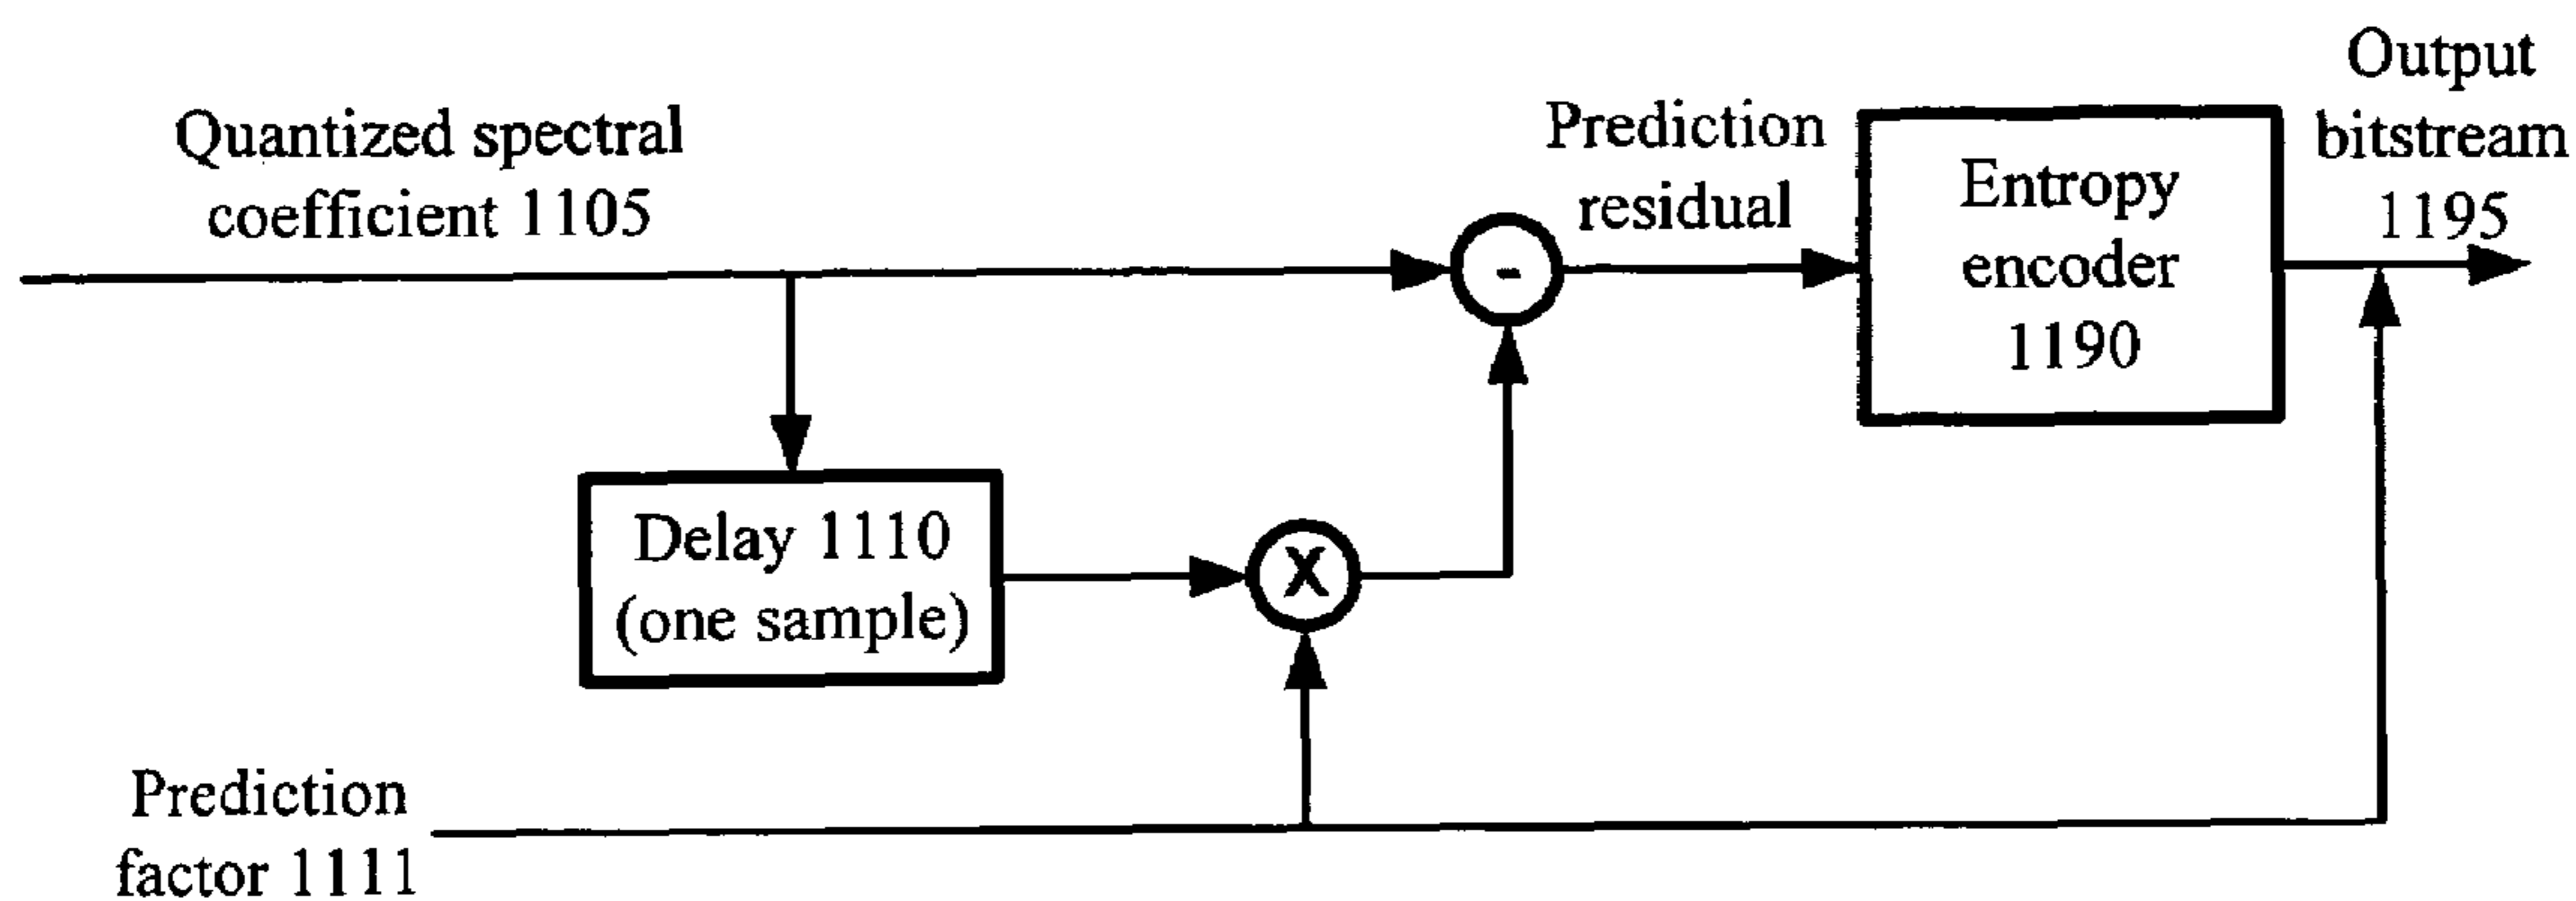 Quantized spectral
coefficient 1105
Prediction
residual
Entropy
encoder
1190
Output
bitstream
1195
-
Delay 1110
(one sample)
X
Prediction
factor 1111